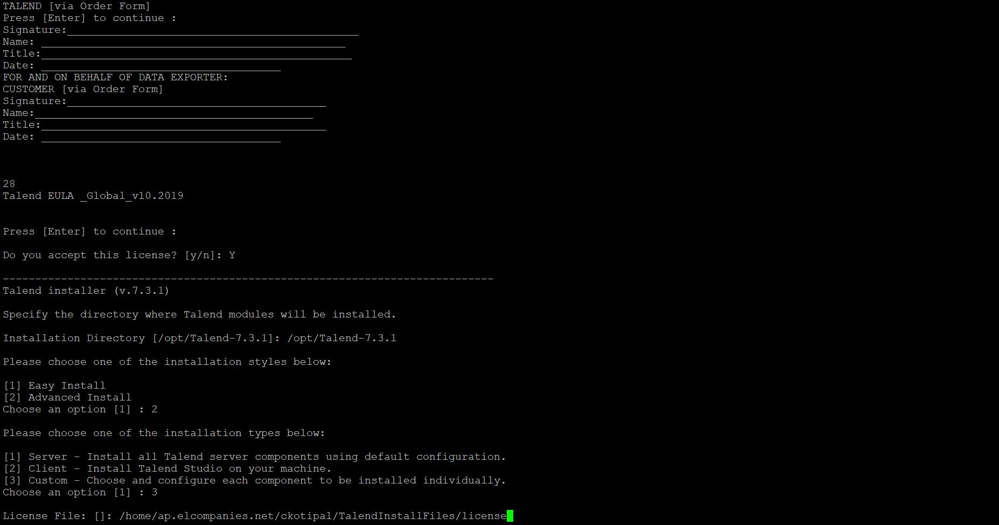 TALEND [via Order Form]
Press [Enter] to continue :
Signature:_____________________________________________
Name: _______________________________________________
Title:________________________________________________
Date: _____________________________________
FOR AND ON BEHALF OF DATA EXPORTER:
CUSTOMER [via Order Form]
Signature:________________________________________
Name:___________________________________________
Title:____________________________________________
Date: _____________________________________
28
Talend EULA _Global_v10.2019
Press [Enter] to continue :
Do you accept this license? [y/n]: Y
----------------------------------------------------------------------------
Talend installer (v.7.3.1)
Specify the directory where Talend modules will be installed.
Installation Directory [/opt/Talend-7.3.1]: /opt/Talend-7.3.1
Please choose one of the installation styles below:
[1] Easy Install
[2] Advanced Install
Choose an option [1] : 2
Please choose one of the installation types below:
[1] Server - Install all Talend server components using default configuration.
[2] Client - Install Talend Studio on your machine.
[3] Custom - Choose and configure each component to be installed individually.
Choose an option [1] : 3
License File: []: /home/ap.elcompanies.net/ckotipal/TalendInstallFiles/license